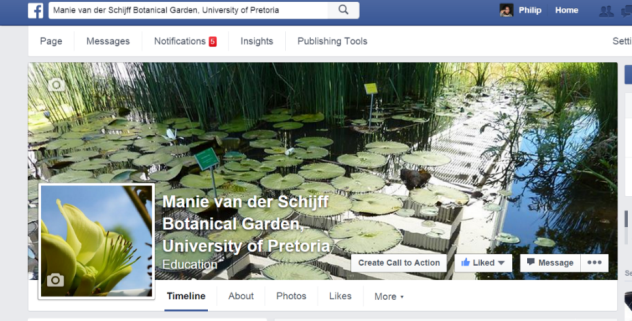 Manie van der Schijff Botanical Garden, University of Pretoria
Philip Home
Page Messages Notifications 5 Insights Publishing Tools
Manie van der Schijff
Botanical Garden,
University of Pretoria
Education
Create Call to Action Liked Message
Timeline About Photos Likes More